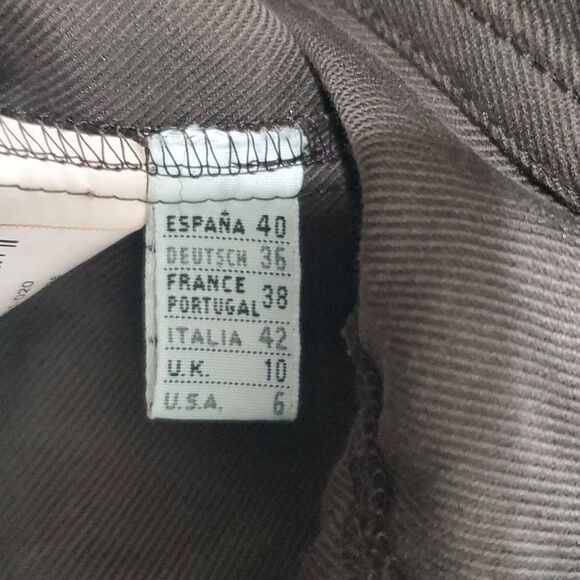 ESPAÑA 40
DEUTSCH 36
FRANCE
PORTUGAL 38
ITALIA 42
U.K. 10
U.S.A. 6